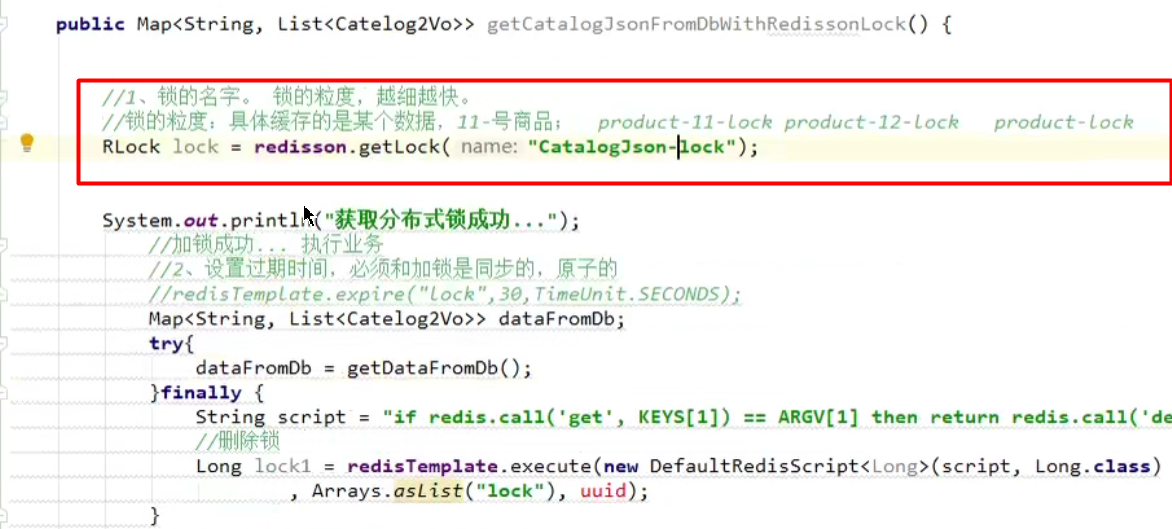 public Map<String, List<Catelog2Vo>> getCatalogJsonFromDbWithRedissonLock() {
//1、锁的名字。 锁的粒度，越细越快。
//锁的粒度：具体缓存的是某个数据，11-号商品； product-11-lock product-12-lock product-lock
RLock lock = redisson.getLock( name: "CatalogJson-lock");
System.out.println("获取分布式锁成功...");
//加锁成功... 执行业务
//2、设置过期时间，必须和加锁是同步的，原子的
//redisTemplate.expire("lock",30,TimeUnit.SECONDS);
Map<String, List<Catelog2Vo>> dataFromDb;
try{
dataFromDb = getDataFromDb();
}finally {
String script = "if redis.call('get', KEYS[1]) == ARGV[1] then return redis.call('de
//删除锁
Long lock1 = redisTemplate.execute(new DefaultRedisScript<Long>(script, Long.class)
, Arrays.asList("lock"), uuid);
}